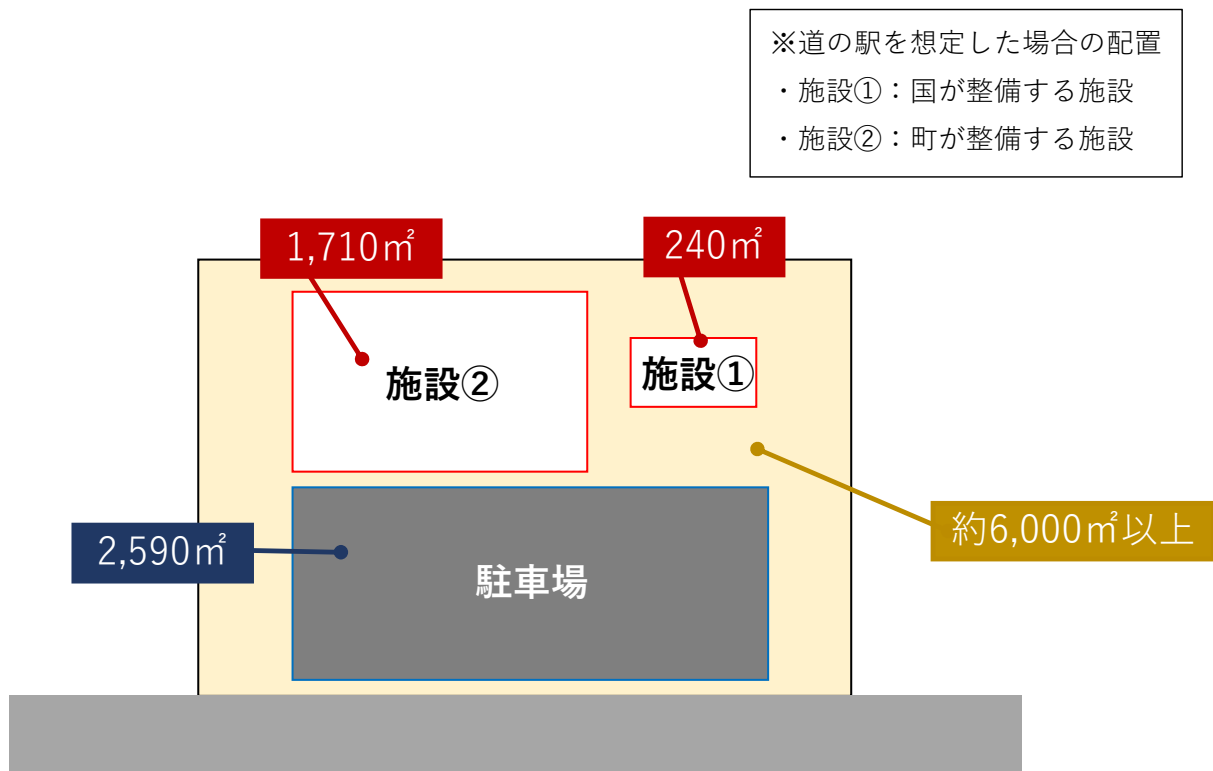 ※道の駅を想定した場合の配置
・施設①：国が整備する施設
・施設②：町が整備する施設
1,710㎡
240㎡
施設②
施設①
約6,000㎡以上
2,590㎡
駐車場